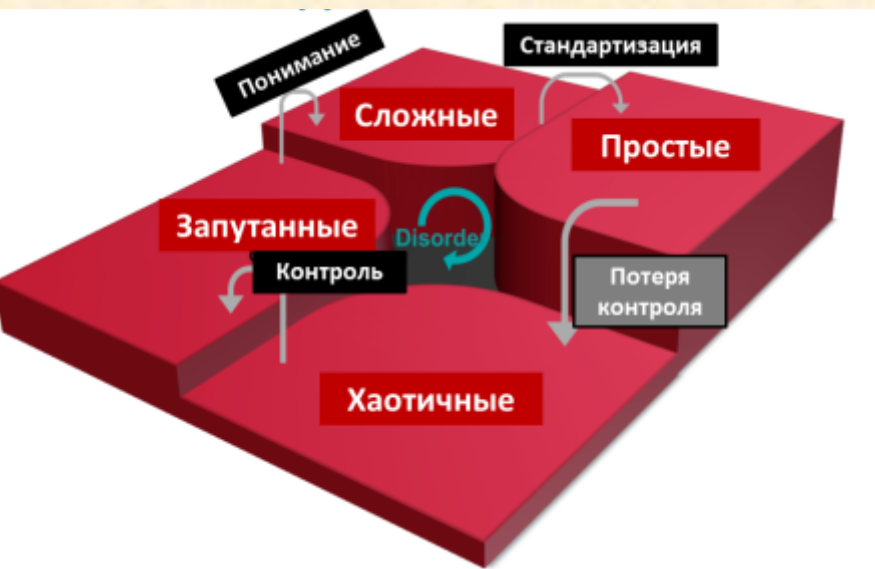 Понимание
Стандартизация
Сложные
Простые
Запутанные
Disorder
Контроль
Потеря
контроля
Хаотичные